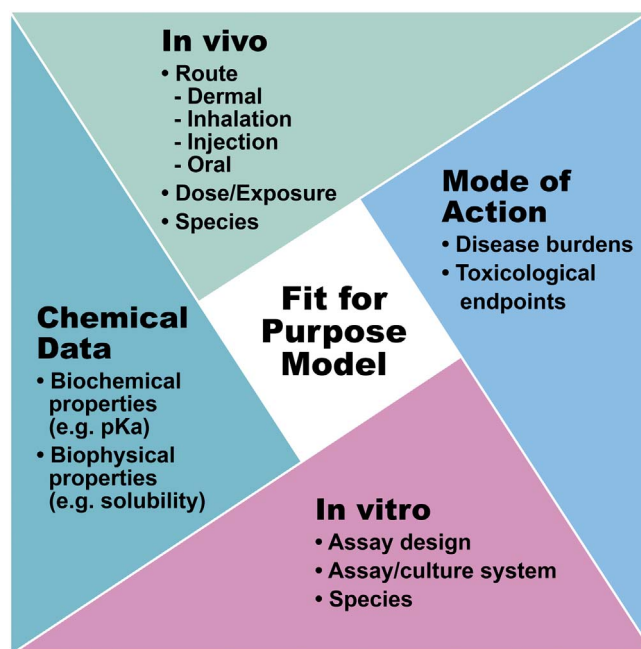 In vivo
• Route
- Dermal
- Inhalation
- Injection
- Oral
• Dose/Exposure
• Species
Mode of
Action
• Disease burdens
• Toxicological
endpoints
Fit for
Purpose
Model
Chemical
Data
• Biochemical
properties
(e.g. pKa)
• Biophysical
properties
(e.g. solubility)
In vitro
• Assay design
• Assay/culture system
• Species